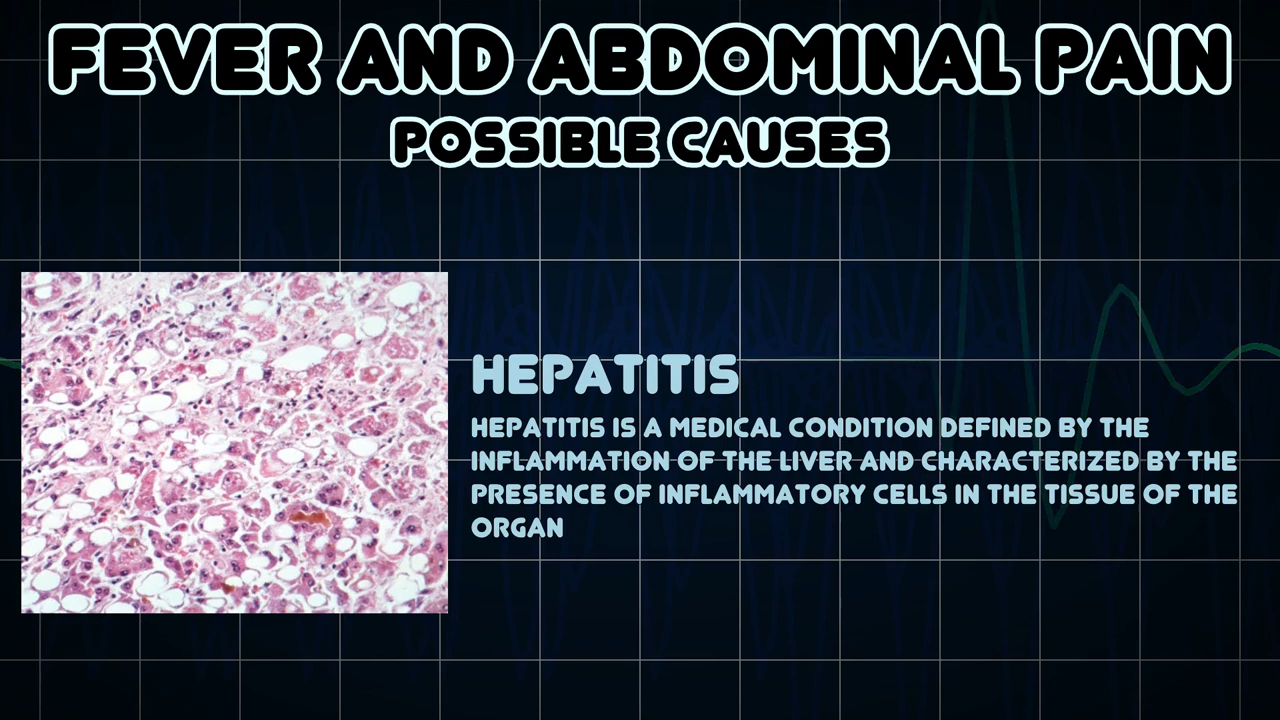 FEVER AND ABDOMINAL PAIN
POSSIBLE CAUSES
HEPATITIS
HEPATITIS IS A MEDICAL CONDITION DEFINED BY THE
INFLAMMATION OF THE LIVER AND CHARACTERIZED BY THE
PRESENCE OF INFLAMMATORY CELLS IN THE TISSUE OF THE
ORGAN